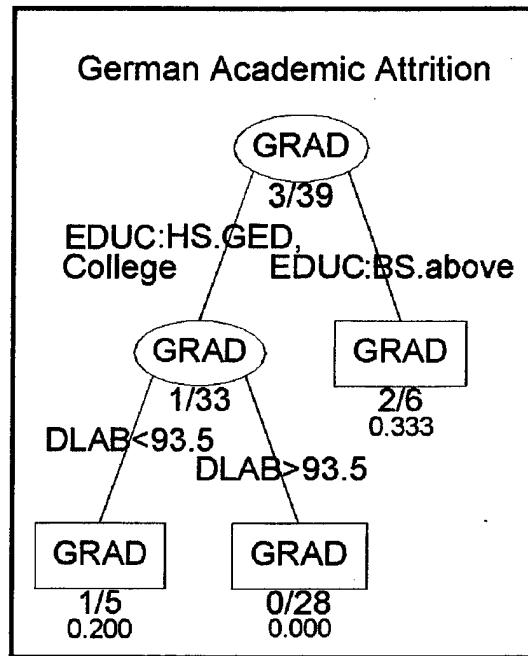 German Academic Attrition
GRAD
3/39
EDUC:HS.GED,
College
EDUC:BS.above
GRAD
1/33
GRAD
2/6
0.333
DLAB<93.5
DLAB>93.5
GRAD
1/5
0.200
GRAD
0/28
0.000